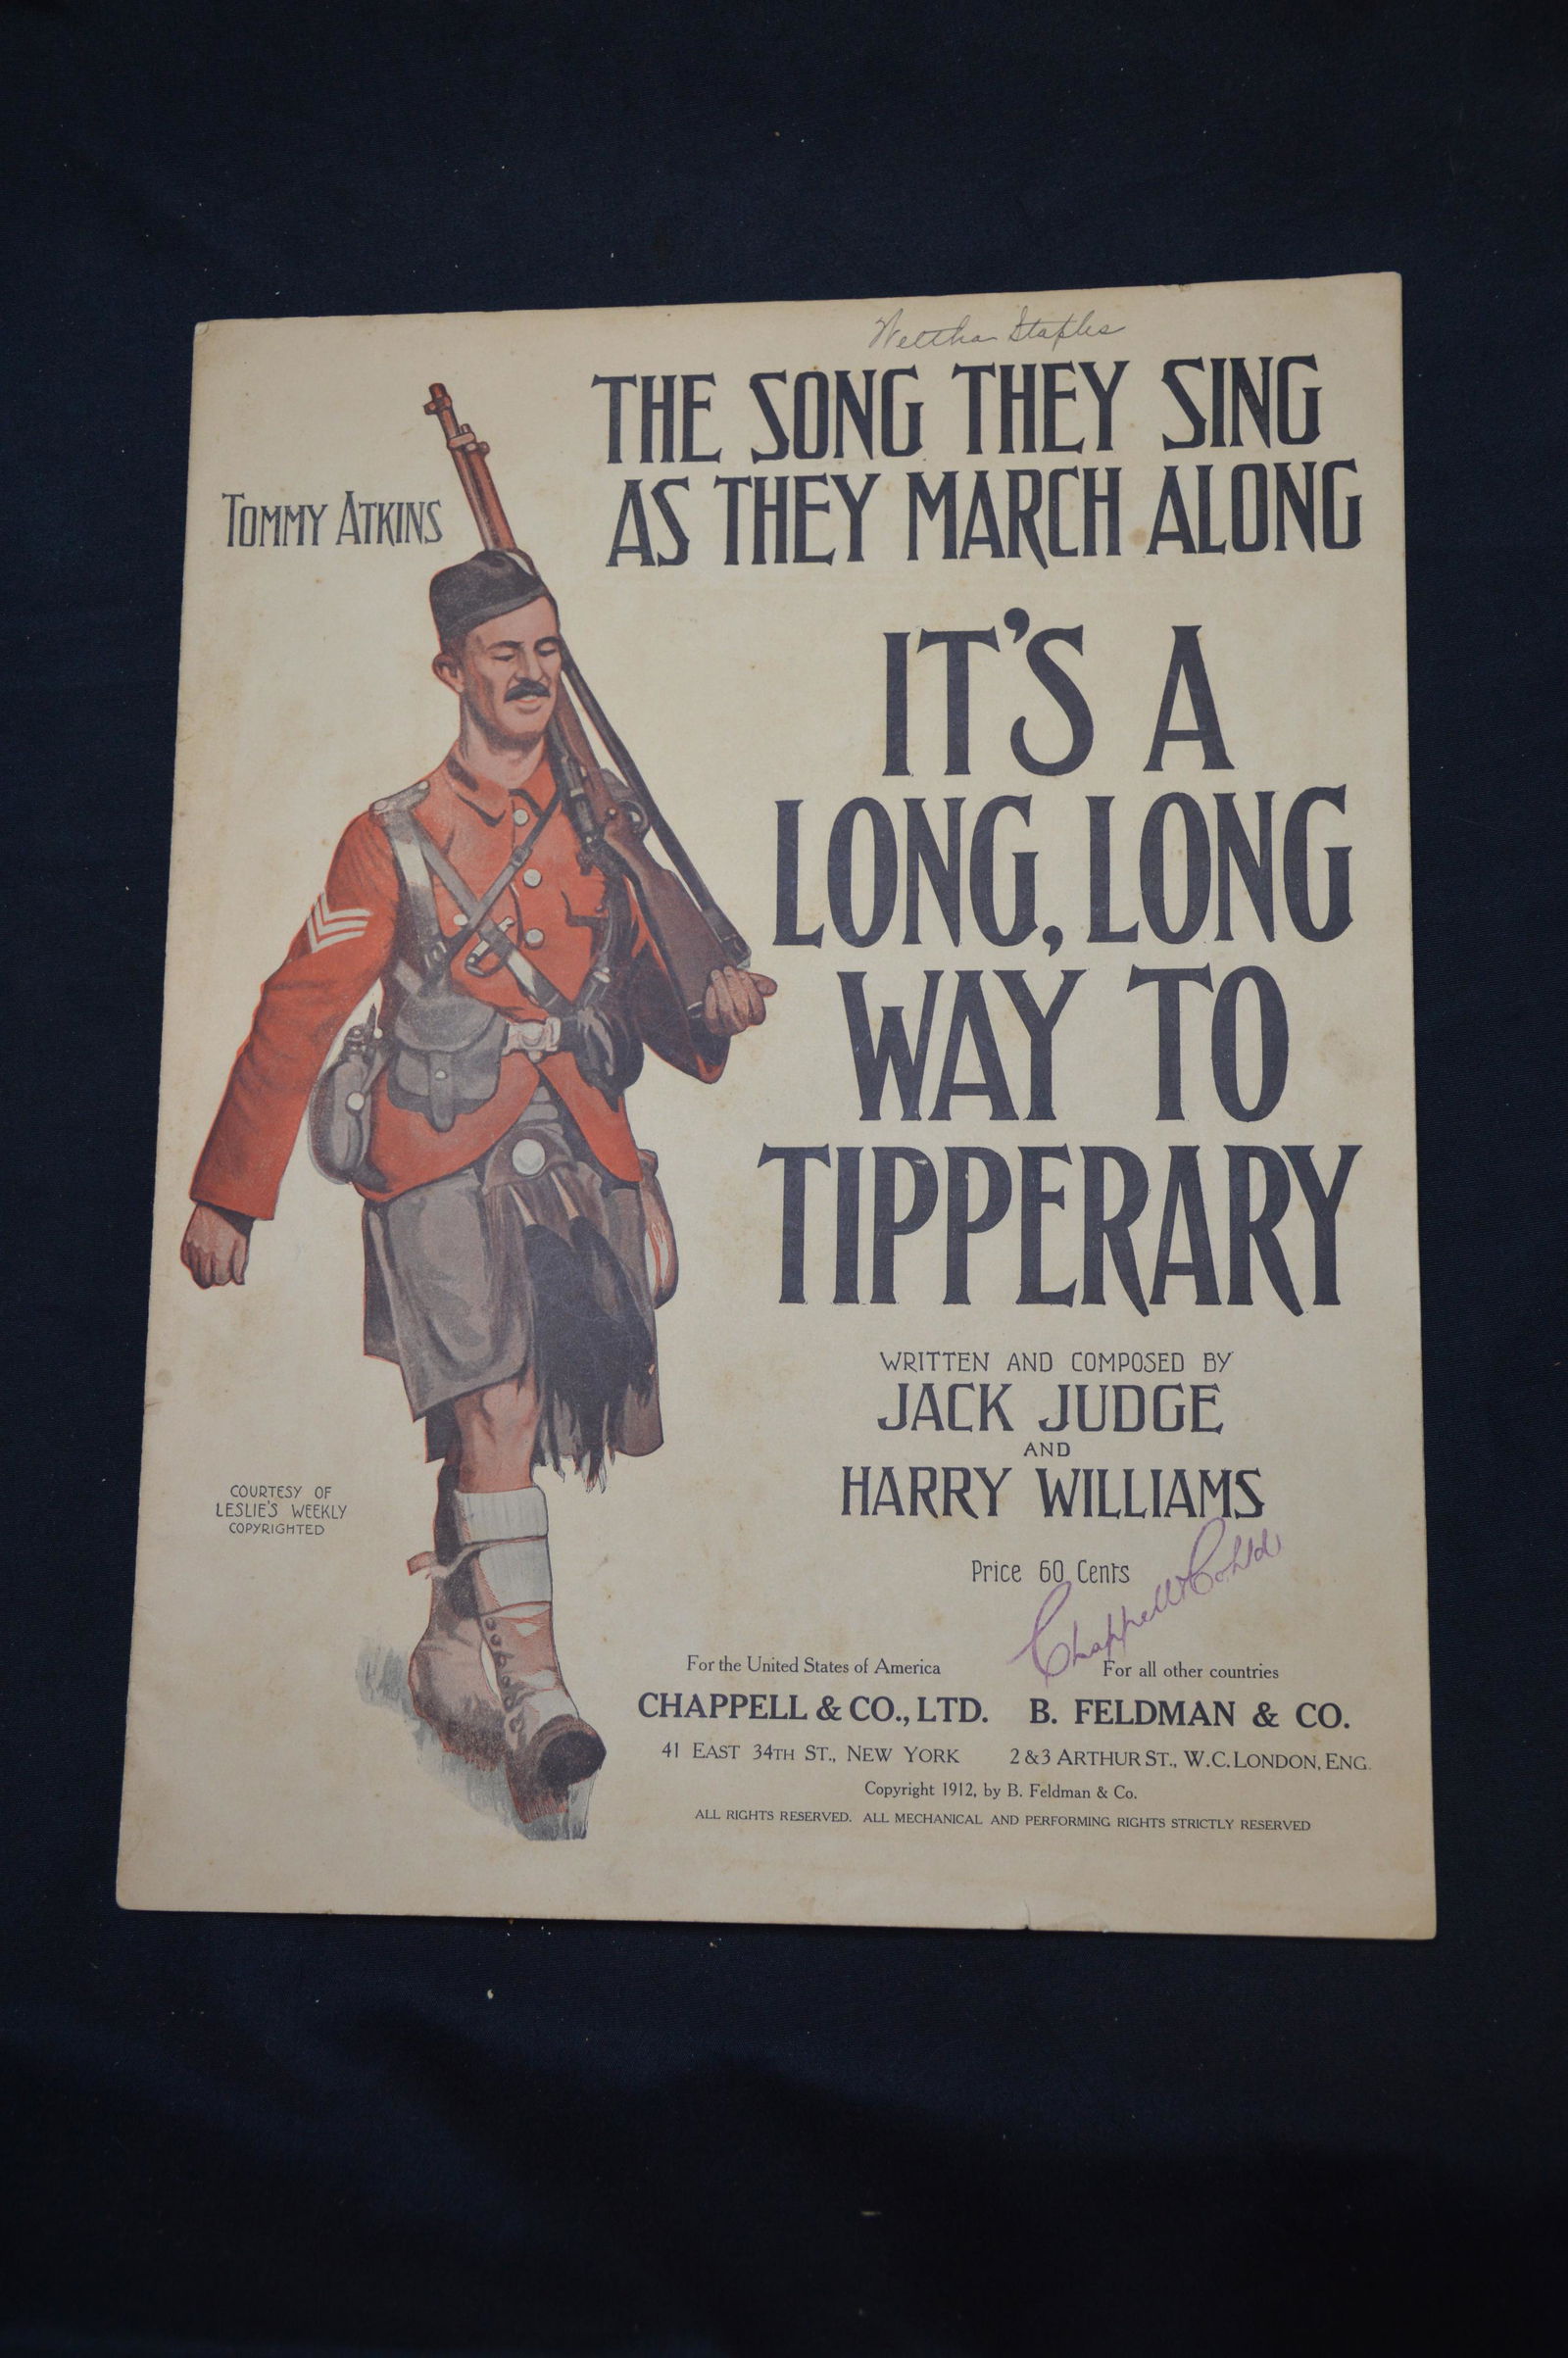 Weltha Staples
THE SONG THEY SING
AS THEY MARCH ALONG
TOMMY ATKINS
IT'S A
LONG, LONG
WAY TO
TIPPERARY
WRITTEN AND COMPOSED BY
JACK JUDGE
AND
HARRY WILLIAMS
COURTESY OF
LESLIE'S WEEKLY
COPYRIGHTED
Price 60 Cents
Chappell & Co Ltd
For the United States of America
CHAPPELL & CO., LTD.
41 EAST 34TH ST., NEW YORK
For all other countries
B. FELDMAN & CO.
2 & 3 ARTHUR ST., W.C. LONDON, ENG.
Copyright 1912, by B. Feldman & Co.
ALL RIGHTS RESERVED. ALL MECHANICAL AND PERFORMING RIGHTS STRICTLY RESERVED